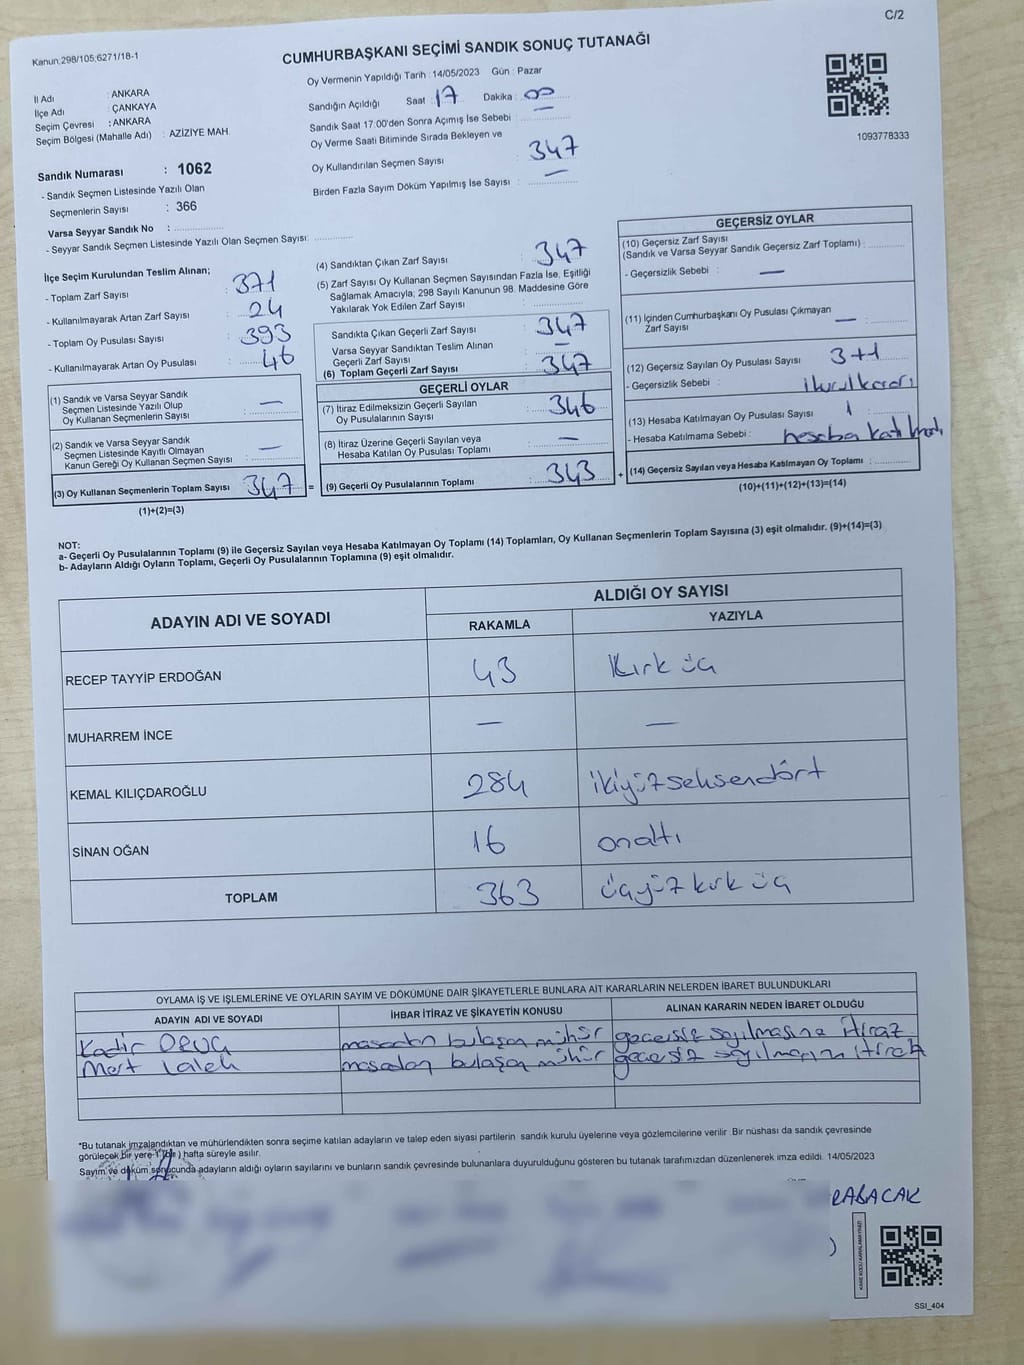 C/2
Kanun.298/105;6271/18-1
CUMHURBAŞKANI SEÇİMİ SANDIK SONUÇ TUTANAĞI
İl Adı : ANKARA
İlçe Adı : ÇANKAYA
Seçim Çevresi : ANKARA
Seçim Bölgesi (Mahalle Adı) : AZİZİYE MAH.
Sandık Numarası : 1062
- Sandık Seçmen Listesinde Yazılı Olan
Seçmenlerin Sayısı : 366
Varsa Seyyar Sandık No :
- Seyyar Sandık Seçmen Listesinde Yazılı Olan Seçmen Sayısı:
Oy Vermenin Yapıldığı Tarih : 14/05/2023 Gün : Pazar
Sandığın Açıldığı Saat : 17 Dakika : 00
Sandık Saat 17:00'den Sonra Açımış İse Sebebi : —
Oy Verme Saati Bitiminde Sırada Bekleyen ve
Oy Kullandırılan Seçmen Sayısı : 347
Birden Fazla Sayım Döküm Yapılmış İse Sayısı : —
1093778333
İlçe Seçim Kurulundan Teslim Alınan;
- Toplam Zarf Sayısı : 371
- Kullanılmayarak Artan Zarf Sayısı : 24
- Toplam Oy Pusulası Sayısı : 393
- Kullanılmayarak Artan Oy Pusulası : 46
(1) Sandık ve Varsa Seyyar Sandık
Seçmen Listesinde Yazılı Olup
Oy Kullanan Seçmenlerin Sayısı : —
(2) Sandık ve Varsa Seyyar Sandık
Seçmen Listesinde Kayıtlı Olmayan
Kanun Gereği Oy Kullanan Seçmen Sayısı : —
(3) Oy Kullanan Seçmenlerin Toplam Sayısı 347 =
(1)+(2)=(3)
(4) Sandıktan Çıkan Zarf Sayısı : 347
(5) Zarf Sayısı Oy Kullanan Seçmen Sayısından Fazla İse, Eşitliği
Sağlamak Amacıyla; 298 Sayılı Kanunun 98. Maddesine Göre
Yakılarak Yok Edilen Zarf Sayısı :
Sandıkta Çıkan Geçerli Zarf Sayısı : 347
Varsa Seyyar Sandıktan Teslim Alınan
Geçerli Zarf Sayısı : —
(6) Toplam Geçerli Zarf Sayısı : 347
GEÇERLİ OYLAR
(7) İtiraz Edilmeksizin Geçerli Sayılan
Oy Pusulalarının Sayısı : 346
(8) İtiraz Üzerine Geçerli Sayılan veya
Hesaba Katılan Oy Pusulası Toplamı : —
(9) Geçerli Oy Pusulalarının Toplamı : 343 +
GEÇERSİZ OYLAR
(10) Geçersiz Zarf Sayısı
(Sandık ve Varsa Seyyar Sandık Geçersiz Zarf Toplamı) :
- Geçersizlik Sebebi : —
(11) İçinden Cumhurbaşkanı Oy Pusulası Çıkmayan
Zarf Sayısı : —
(12) Geçersiz Sayılan Oy Pusulası Sayısı : 3+1
- Geçersizlik Sebebi :
(13) Hesaba Katılmayan Oy Pusulası Sayısı : 1
- Hesaba Katılmama Sebebi : hesaba katılmadı
(14) Geçersiz Sayılan veya Hesaba Katılmayan Oy Toplamı :
(10)+(11)+(12)+(13)=(14)
NOT:
a- Geçerli Oy Pusulalarının Toplamı (9) ile Geçersiz Sayılan veya Hesaba Katılmayan Oy Toplamı (14) Toplamları, Oy Kullanan Seçmenlerin Toplam Sayısına (3) eşit olmalıdır. (9)+(14)=(3)
b- Adayların Aldığı Oyların Toplamı, Geçerli Oy Pusulalarının Toplamına (9) eşit olmalıdır.
ADAYIN ADI VE SOYADI ALDIĞI OY SAYISI
RAKAMLA YAZIYLA
RECEP TAYYİP ERDOĞAN 43 Kırk üç
MUHARREM İNCE — —
KEMAL KILIÇDAROĞLU 284 ikiyüzseksendört
SİNAN OĞAN 16 onaltı
TOPLAM 363 üçyüz kırk üç
OYLAMA İŞ VE İŞLEMLERİNE VE OYLARIN SAYIM VE DÖKÜMÜNE DAİR ŞİKAYETLERLE BUNLARA AİT KARARLARIN NELERDEN İBARET BULUNDUKLARI
ADAYIN ADI VE SOYADI İHBAR İTİRAZ VE ŞİKAYETİN KONUSU ALINAN KARARIN NEDEN İBARET OLDUĞU
Kadir ORUÇ masadan bulaşan mühür geçersiz sayılmasına itiraz
Mert Laleli masadan bulaşan mühür geçersiz sayılmasına itiraz
*Bu tutanak imzalandıktan ve mühürlendikten sonra seçime katılan adayların ve talep eden siyasi partilerin sandık kurulu üyelerine veya gözlemcilerine verilir. Bir nüshası da sandık çevresinde
görülecek bir yere 1 (bir) hafta süreyle asılır.
Sayım ve döküm sonucunda adayların aldığı oyların sayılarını ve bunların sandık çevresinde bulunanlara duyurulduğunu gösteren bu tutanak tarafımızdan düzenlenerek imza edildi. 14/05/2023
RABACAK
SSI_404